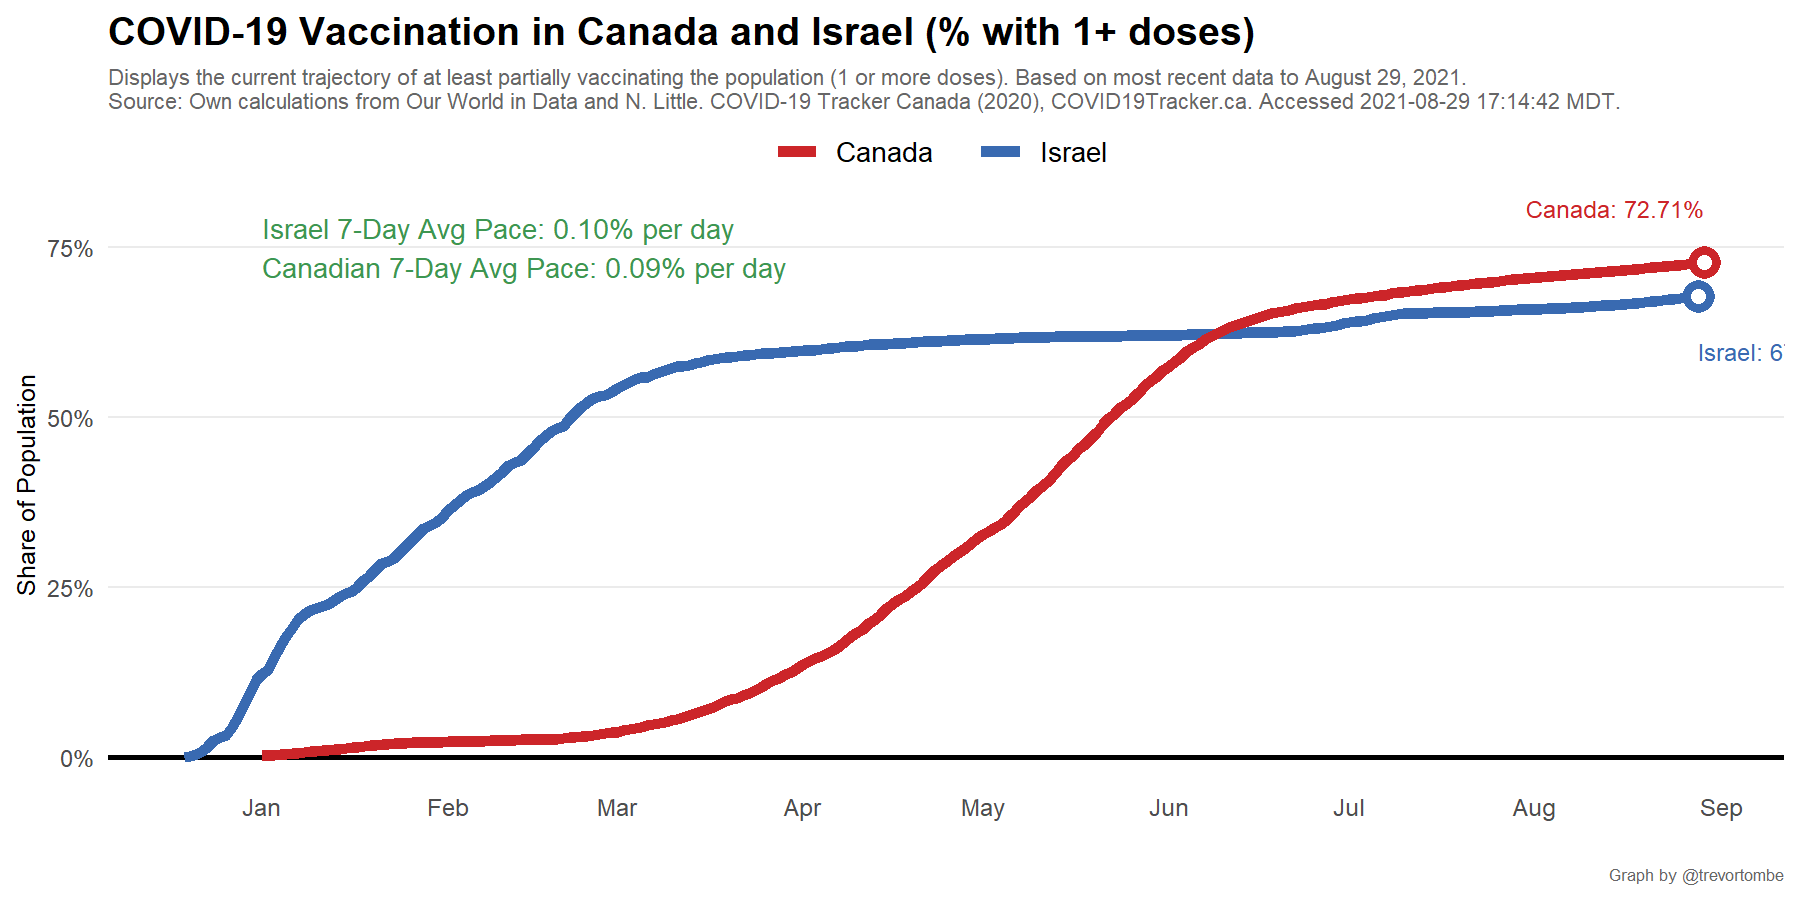 COVID-19 Vaccination in Canada and Israel (% with 1+ doses)
Displays the current trajectory of at least partially vaccinating the population (1 or more doses). Based on most recent data to August 29, 2021.
Source: Own calculations from Our World in Data and N. Little. COVID-19 Tracker Canada (2020), COVID19Tracker.ca. Accessed 2021-08-29 17:14:42 MDT.
Canada Israel
Canada: 72.71%
Israel 7-Day Avg Pace: 0.10% per day
Canadian 7-Day Avg Pace: 0.09% per day
Israel:
Share of Population
75%
50%
25%
0%
Jan Feb Mar Apr May Jun Jul Aug Sep
Graph by @trevortombe